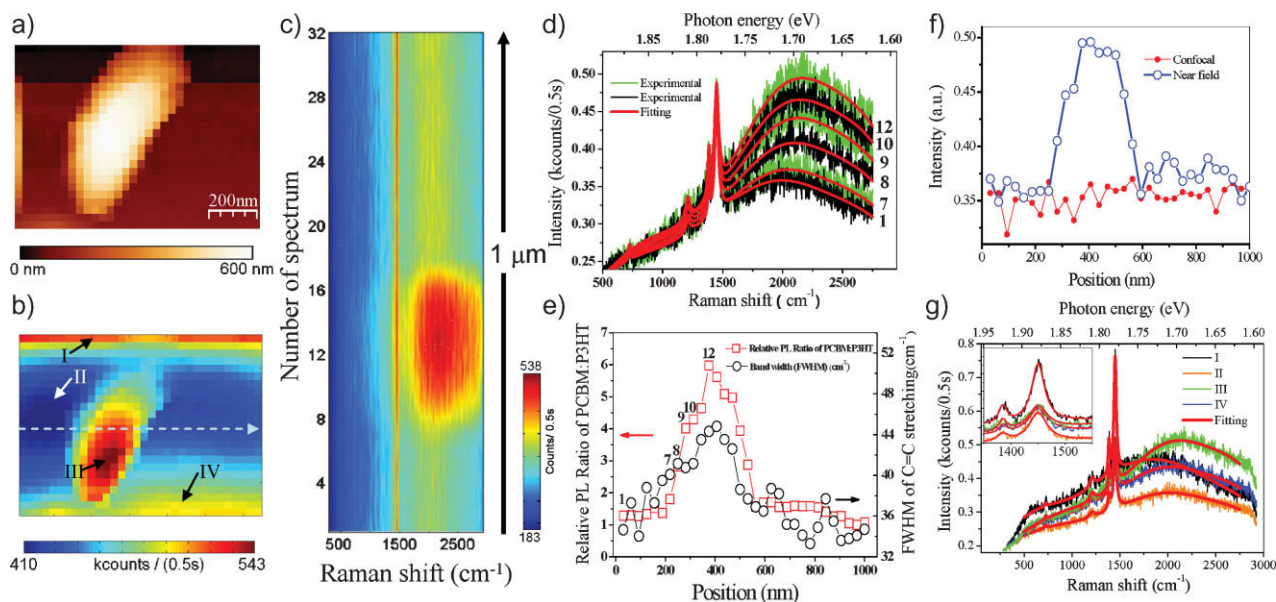 a)
200nm
0 nm
600 nm
b)
I
II
III
IV
410
kcounts / (0.5s)
543
c)
Number of spectrum
32
28
24
20
16
12
8
4
500
1500
2500
Raman shift (cm⁻¹)
1 µm
538
Counts/ 0.5s
183
d)
Photon energy (eV)
1.85 1.80 1.75 1.70 1.65 1.60
Intensity (kcounts/0.5s)
0.50
0.45
0.40
0.35
0.30
0.25
Experimental
Experimental
Fitting
12
10
9
8
7
1
500 1000 1500 2000 2500
Raman shift ( cm⁻¹)
e)
Relative PL Ratio of PCBM:P3HT
7
6
5
4
3
2
1
0
Relative PL Ratio of PCBM:P3HT
Band width (FWHM) (cm⁻¹)
1
7
8
9
10
12
52
48
44
40
36
32
FWHM of C=C stretching(cm⁻¹)
0 200 400 600 800 1000
Position (nm)
f)
Intensity (a.u.)
0.50
0.45
0.40
0.35
Confocal
Near field
0 200 400 600 800 1000
Position (nm)
g)
Photon energy (eV)
1.95 1.90 1.85 1.80 1.75 1.70 1.65 1.60
Intensity (kcounts/0.5s)
0.8
0.7
0.6
0.5
0.4
0.3
0.2
1400 1500
I
II
III
IV
Fitting
500 1000 1500 2000 2500 3000
Raman shift (cm⁻¹)